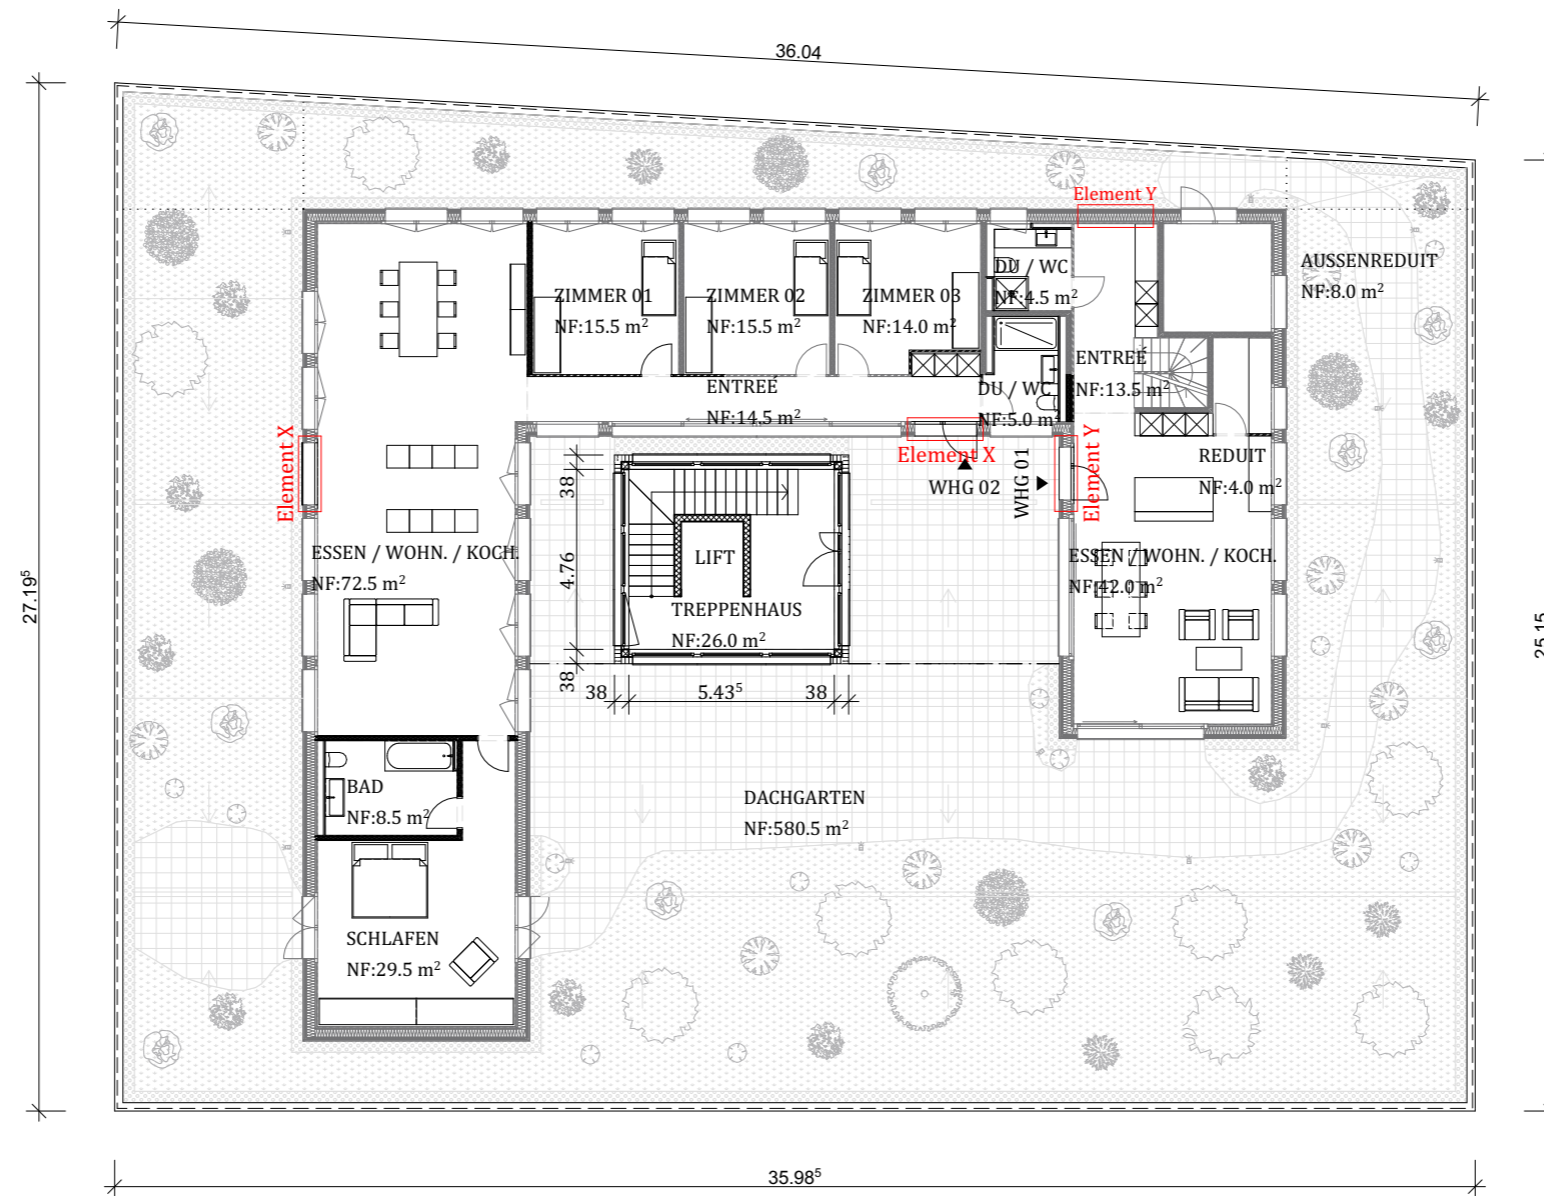 36.04
Element Y
DU / WC
NF:4.5 m²
AUSSENREDUIT
NF:8.0 m²
ZIMMER 01
NF:15.5 m²
ZIMMER 02
NF:15.5 m²
ZIMMER 03
NF:14.0 m²
ENTREÉ
NF:14.5 m²
DU / WC
NF:5.0 m²
ENTREÉ
NF:13.5 m²
Element X
Element X
WHG 02
WHG 01
Element Y
REDUIT
NF:4.0 m²
38
4.76
38
LIFT
TREPPENHAUS
NF:26.0 m²
38
5.43⁵
38
ESSEN / WOHN. / KOCH.
NF:72.5 m²
ESSEN / WOHN. / KOCH.
NF:42.0 m²
27.19⁵
25.15
BAD
NF:8.5 m²
DACHGARTEN
NF:580.5 m²
SCHLAFEN
NF:29.5 m²
35.98⁵